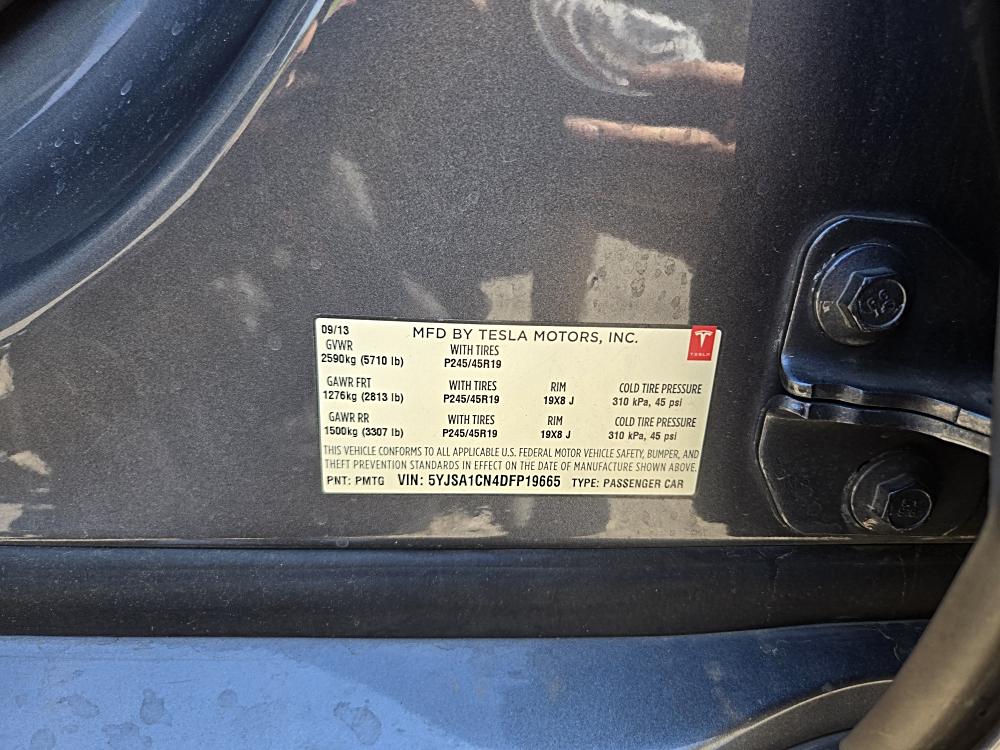 09/13 MFD BY TESLA MOTORS, INC.
GVWR WITH TIRES
2590kg (5710 lb) P245/45R19
TESLA
GAWR FRT WITH TIRES RIM COLD TIRE PRESSURE
1276kg (2813 lb) P245/45R19 19X8 J 310 kPa, 45 psi
GAWR RR WITH TIRES RIM COLD TIRE PRESSURE
1500kg (3307 lb) P245/45R19 19X8 J 310 kPa, 45 psi
THIS VEHICLE CONFORMS TO ALL APPLICABLE U.S. FEDERAL MOTOR VEHICLE SAFETY, BUMPER, AND
THEFT PREVENTION STANDARDS IN EFFECT ON THE DATE OF MANUFACTURE SHOWN ABOVE.
PNT: PMTG VIN: 5YJSA1CN4DFP19665 TYPE: PASSENGER CAR